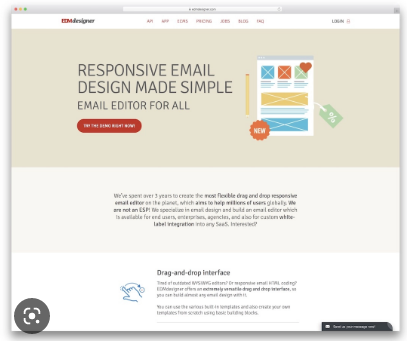 edmdesigner.com
EDMdesigner
API APP ESPS PRICING JOBS BLOG FAQ LOGIN
RESPONSIVE EMAIL
DESIGN MADE SIMPLE
EMAIL EDITOR FOR ALL
TRY THE DEMO RIGHT NOW!
NEW
%
We've spent over 3 years to create the most flexible drag and drop responsive
email editor on the planet, which aims to help millions of users globally. We
are not an ESP! We specialize in email design and build an email editor which
is available for end users, enterprises, agencies, and also for custom white-
label integration into any SaaS. Interested?
Drag-and-drop interface
Tired of outdated WYSIWYG editors? Or responsive email HTML coding?
EDMdesigner offers an extremely versatile drag and drop interface, so
you can build almost any email design with it.
You can use the various built-in templates and also create your own
templates from scratch using basic building blocks.
Send us your message now!